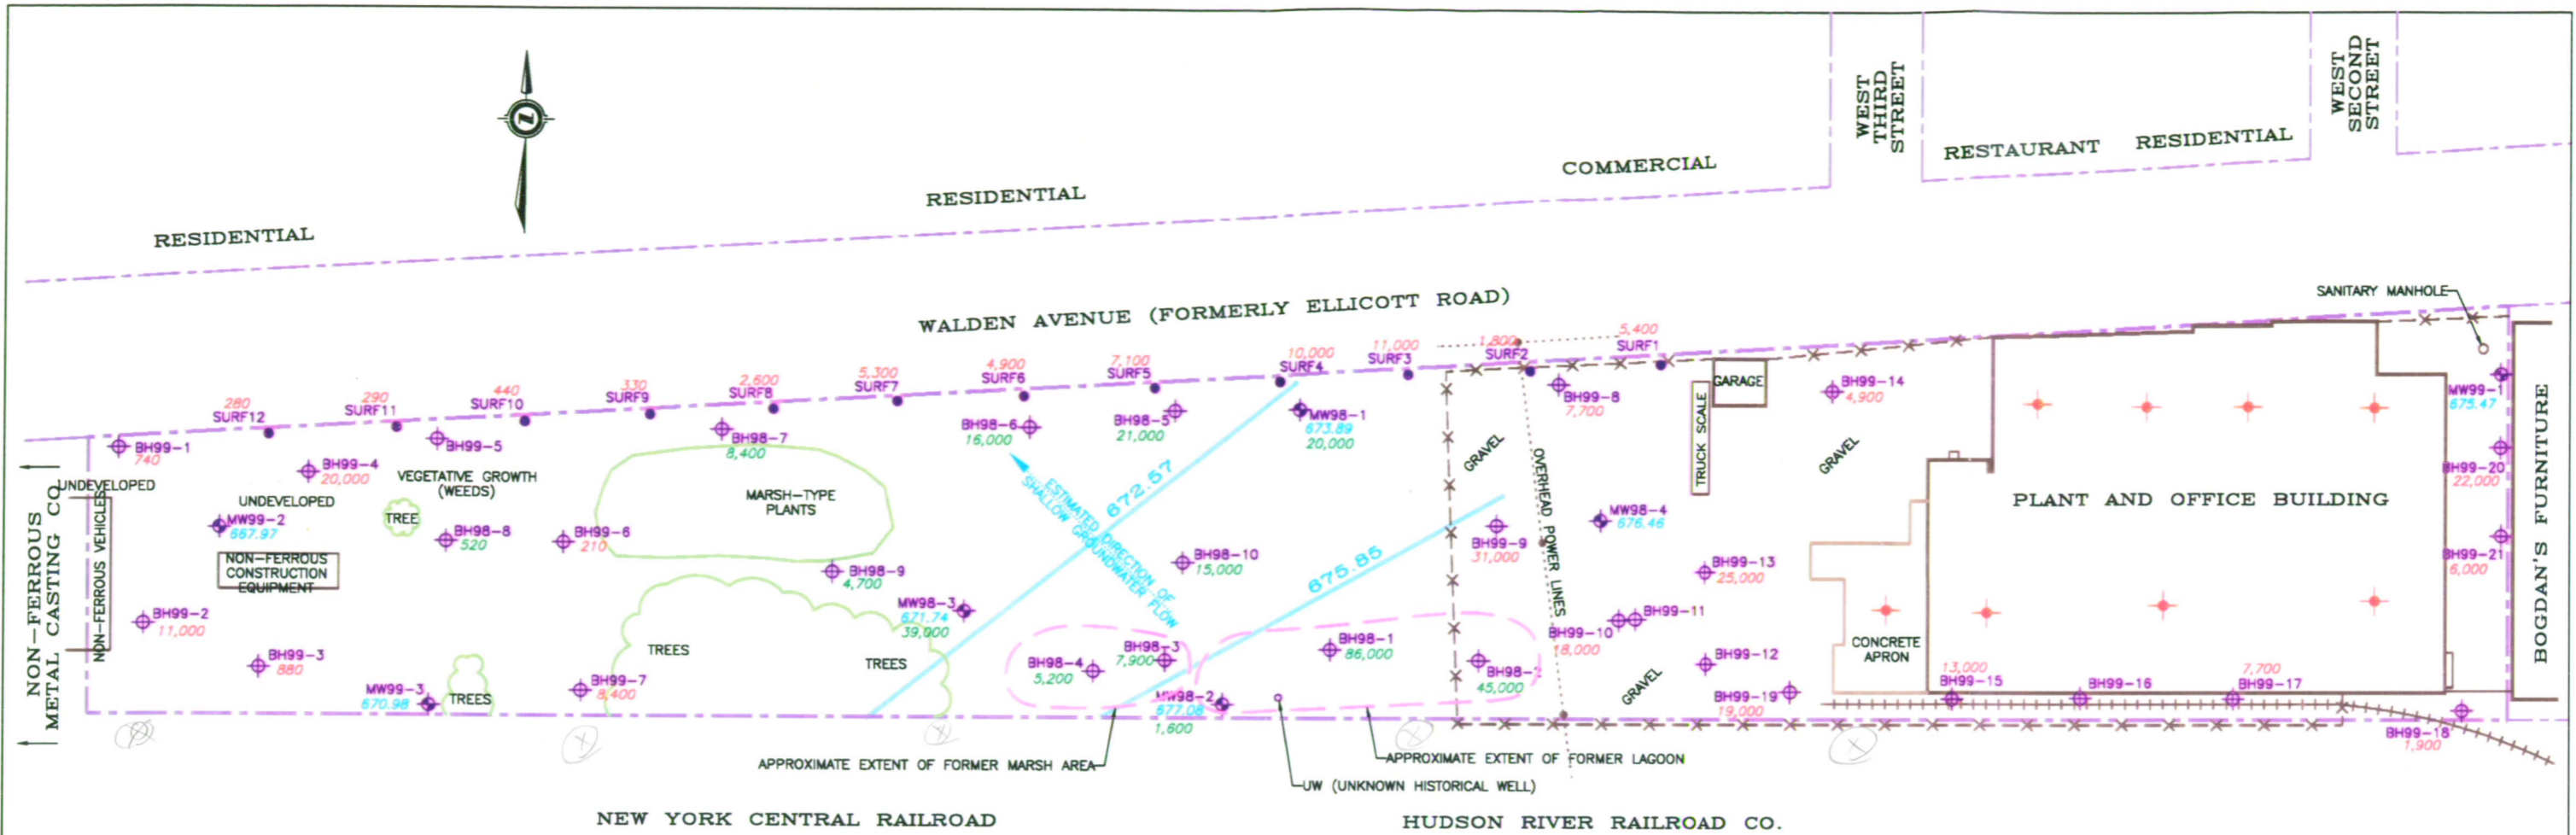 WEST
THIRD
STREET
WEST
SECOND
STREET
RESTAURANT RESIDENTIAL
COMMERCIAL
RESIDENTIAL
RESIDENTIAL
WALDEN AVENUE (FORMERLY ELLICOTT ROAD)
SANITARY MANHOLE
280
SURF12
290
SURF11
440
SURF10
330
SURF9
2,600
SURF8
5,300
SURF7
4,900
SURF6
7,100
SURF5
10,000
SURF4
11,000
SURF3
1,800
SURF2
5,400
SURF1
BH99-1
740
BH99-4
20,000
BH99-5
BH98-7
8,400
BH98-6
16,000
BH98-5
21,000
MW98-1
673.89
20,000
BH99-8
7,700
GARAGE
TRUCK SCALE
BH99-14
4,900
MW99-1
675.47
BH99-20
22,000
BH99-21
6,000
GRAVEL
GRAVEL
OVERHEAD POWER LINES
UNDEVELOPED
UNDEVELOPED
VEGETATIVE GROWTH
(WEEDS)
MARSH-TYPE
PLANTS
TREE
MW99-2
667.97
BH98-8
520
BH99-6
210
NON-FERROUS
CONSTRUCTION
EQUIPMENT
NON-FERROUS VEHICLES
NON-FERROUS
METAL CASTING CO.
BH98-9
4,700
MW98-3
671.74
39,000
ESTIMATED DIRECTION OF
SHALLOW GROUNDWATER FLOW
672.57
675.85
BH98-10
15,000
BH99-9
31,000
MW98-4
676.46
BH99-13
25,000
PLANT AND OFFICE BUILDING
BOGDAN'S FURNITURE
BH99-2
11,000
BH99-3
880
MW99-3
670.98
TREES
BH99-7
8,400
TREES
TREES
BH98-4
5,200
BH98-3
7,900
MW98-2
677.08
1,600
BH98-1
86,000
45,000
BH99-10
18,000
BH99-11
BH99-12
GRAVEL
BH99-19
19,000
CONCRETE
APRON
13,000
BH99-15
BH99-16
7,700
BH99-17
BH99-18
1,900
APPROXIMATE EXTENT OF FORMER MARSH AREA
APPROXIMATE EXTENT OF FORMER LAGOON
UW (UNKNOWN HISTORICAL WELL)
NEW YORK CENTRAL RAILROAD
HUDSON RIVER RAILROAD CO.